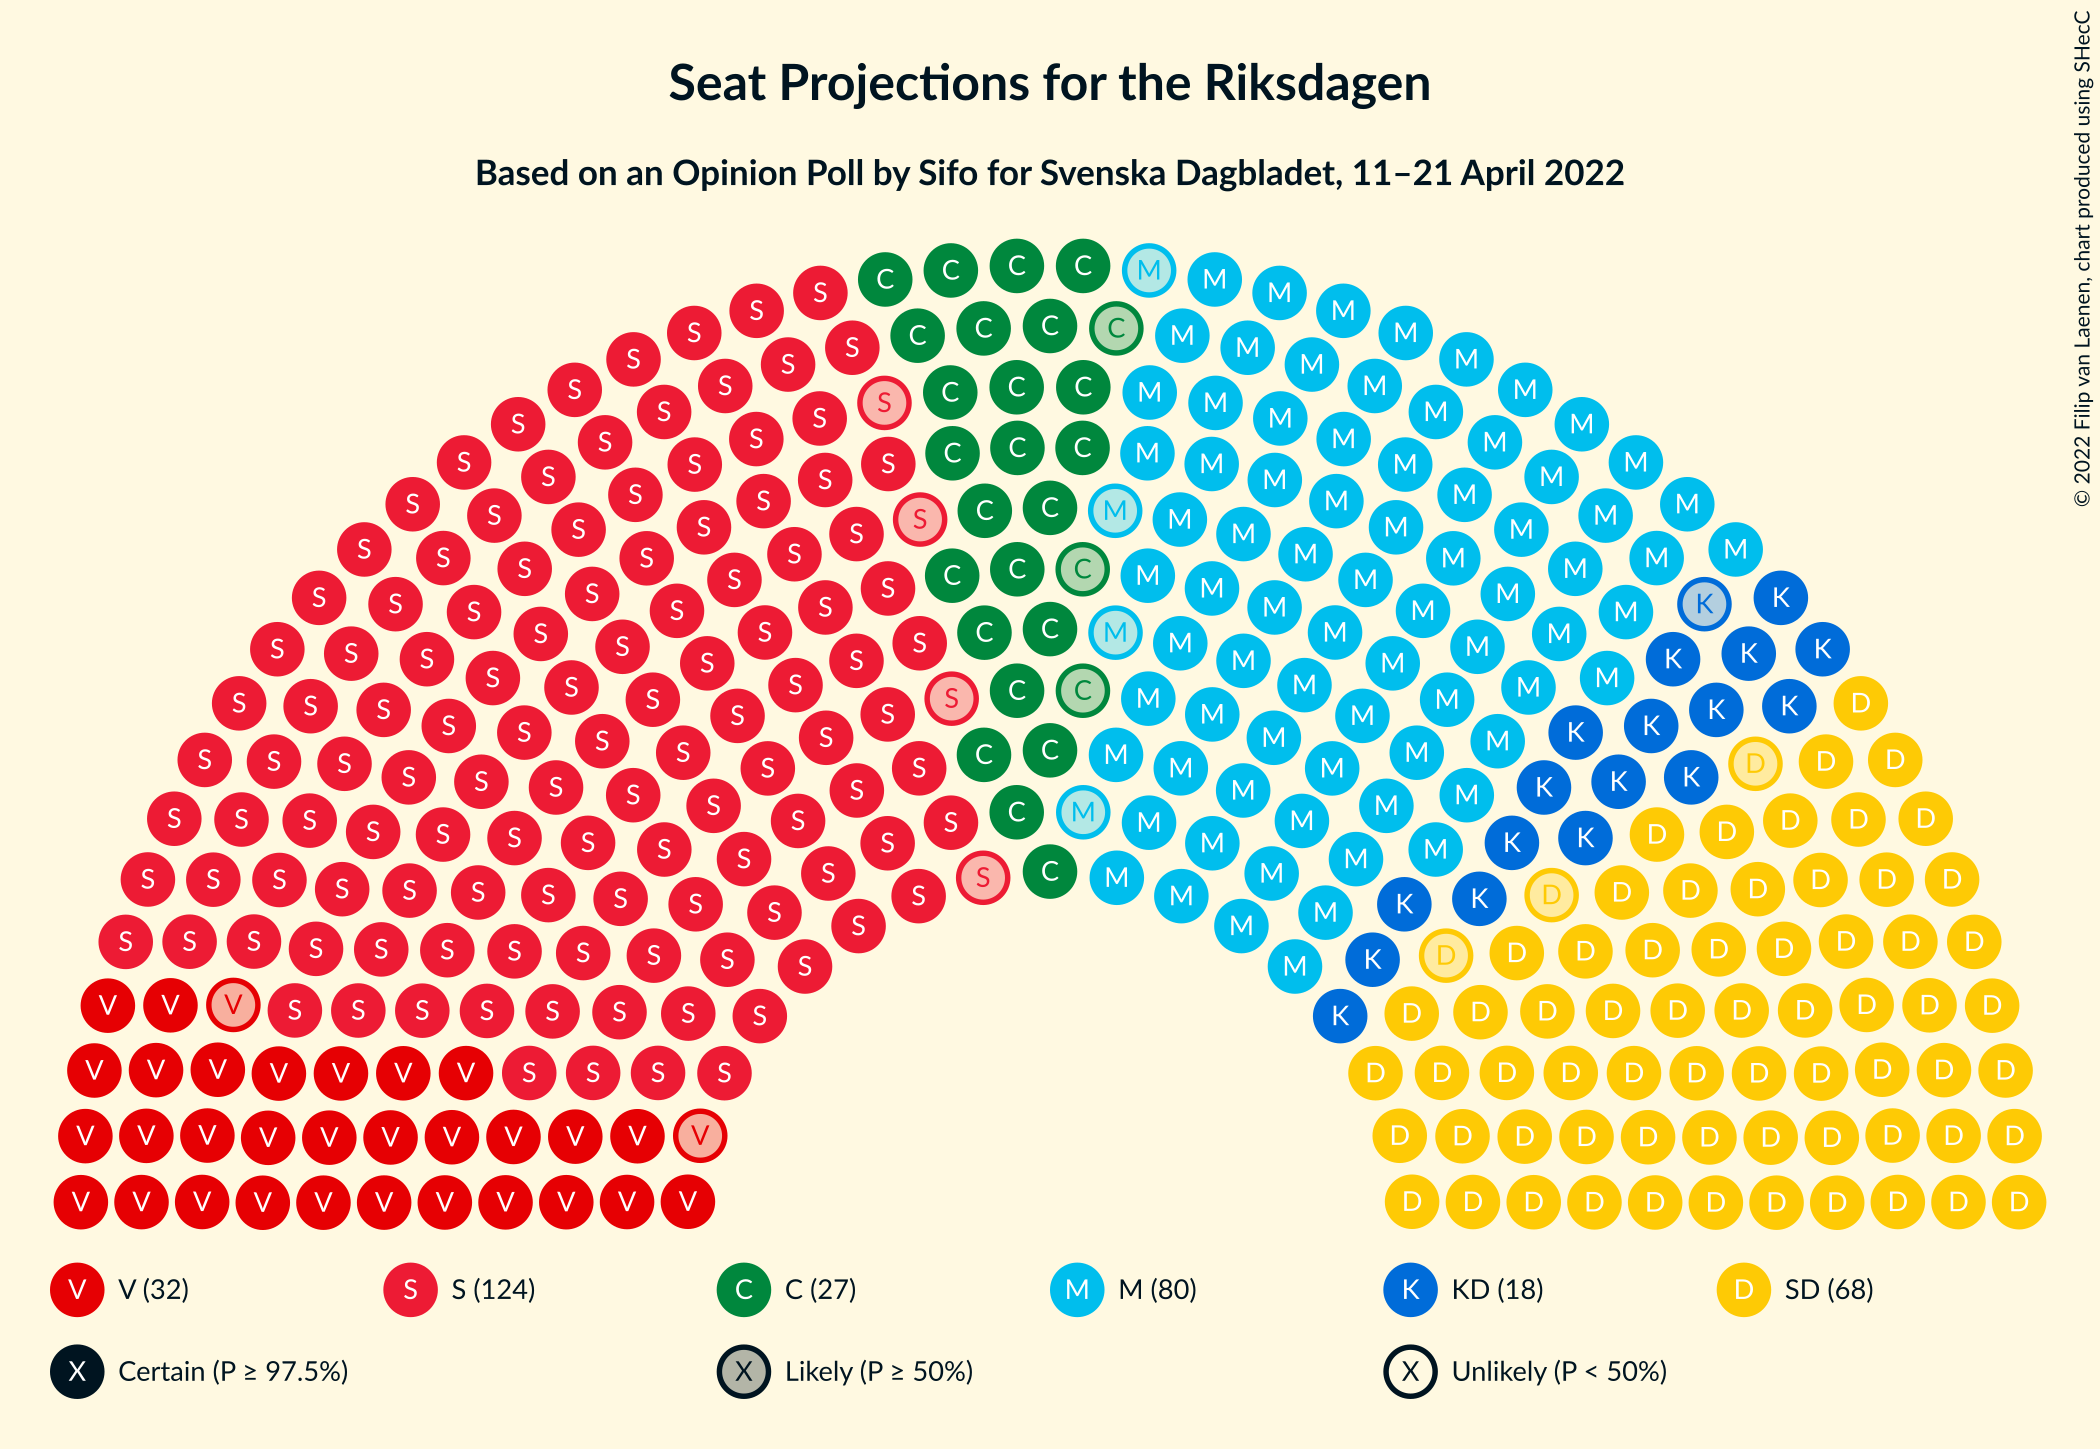 Seat Projections for the Riksdagen
Based on an Opinion Poll by Sifo for Svenska Dagbladet, 11–21 April 2022
© 2022 Filip van Laenen, chart produced using SHecC
V V (32)
S S (124)
C C (27)
M M (80)
K KD (18)
D SD (68)
X Certain (P ≥ 97.5%)
X Likely (P ≥ 50%)
X Unlikely (P < 50%)